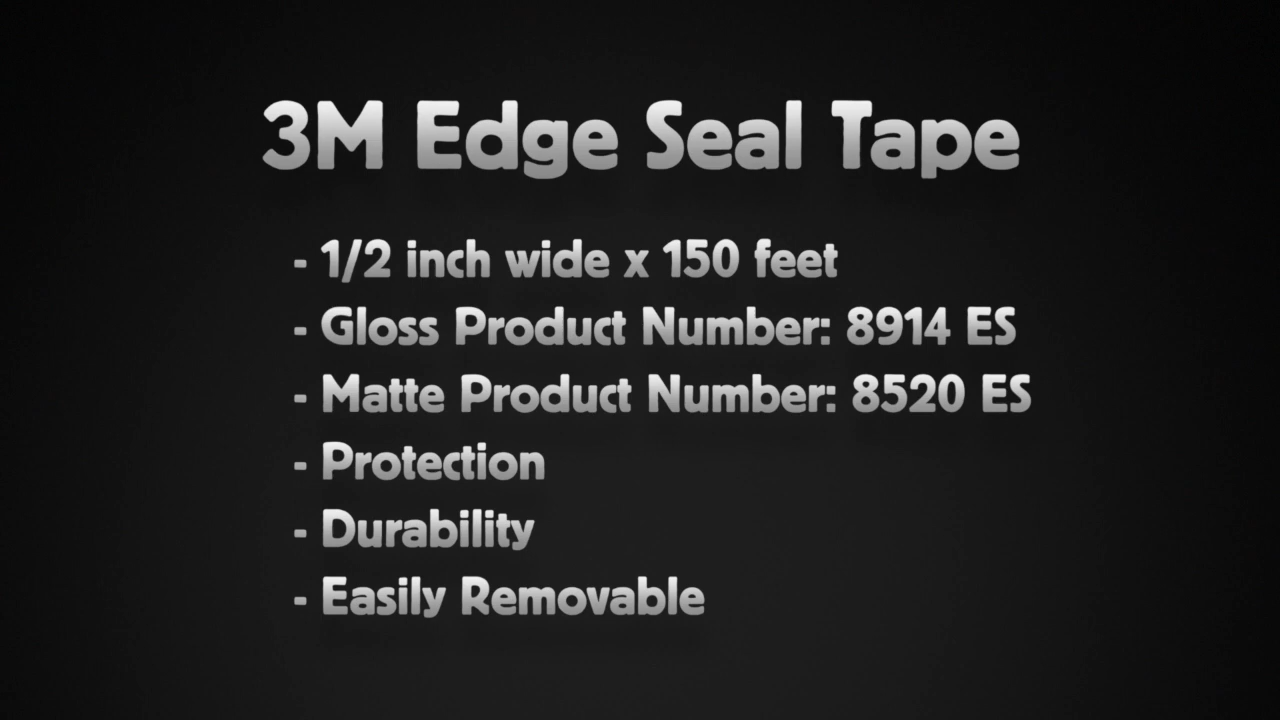 3M Edge Seal Tape
- 1/2 inch wide x 150 feet
- Gloss Product Number: 8914 ES
- Matte Product Number: 8520 ES
- Protection
- Durability
- Easily Removable